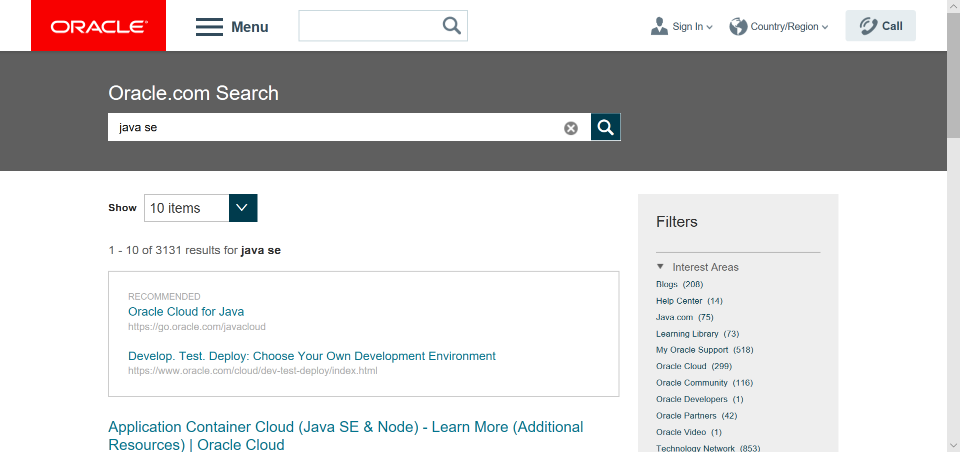 ORACLE
Menu
Sign In
Country/Region
Call
Oracle.com Search
java se
Show
10 items
1 - 10 of 3131 results for java se
RECOMMENDED
Oracle Cloud for Java
https://go.oracle.com/javacloud
Develop. Test. Deploy: Choose Your Own Development Environment
https://www.oracle.com/cloud/dev-test-deploy/index.html
Application Container Cloud (Java SE & Node) - Learn More (Additional
Resources) | Oracle Cloud
Filters
Interest Areas
Blogs (208)
Help Center (14)
Java com (75)
Learning Library (73)
My Oracle Support (518)
Oracle Cloud (299)
Oracle Community (116)
Oracle Developers (1)
Oracle Partners (42)
Oracle Video (1)
Technology Network (853)